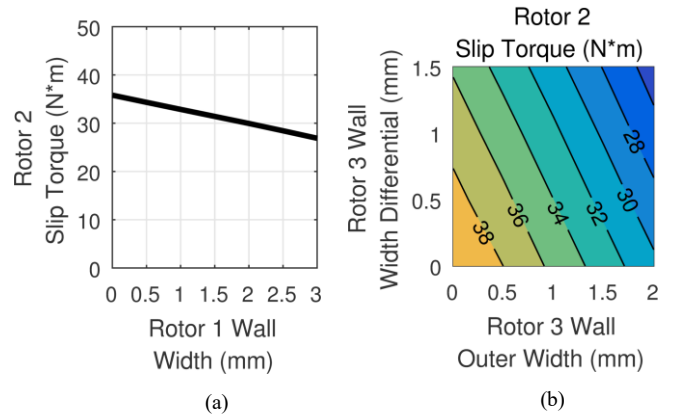 Rotor 2
Slip Torque (N*m)
50
40
30
20
10
0
0 0.5 1 1.5 2 2.5 3
Rotor 1 Wall
Width (mm)
(a)
Rotor 2
Slip Torque (N*m)
Rotor 3 Wall
Width Differential (mm)
1.5
1
0.5
0
38 36 34 32 30 28
0 0.5 1 1.5 2
Rotor 3 Wall
Outer Width (mm)
(b)